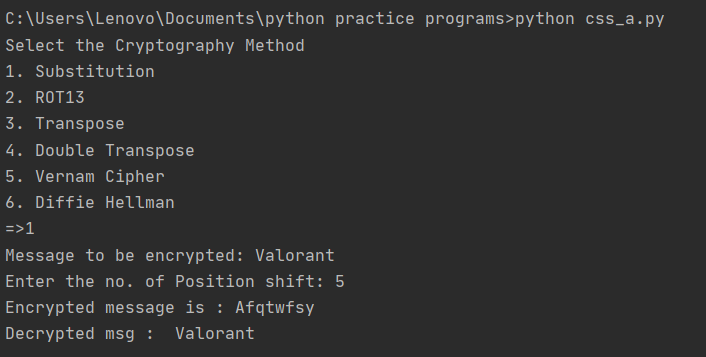 C:\Users\Lenovo\Documents\python practice programs>python css_a.py
Select the Cryptography Method
1. Substitution
2. ROT13
3. Transpose
4. Double Transpose
5. Vernam Cipher
6. Diffie Hellman
=>1
Message to be encrypted: Valorant
Enter the no. of Position shift: 5
Encrypted message is : Afqtwfsy
Decrypted msg :  Valorant